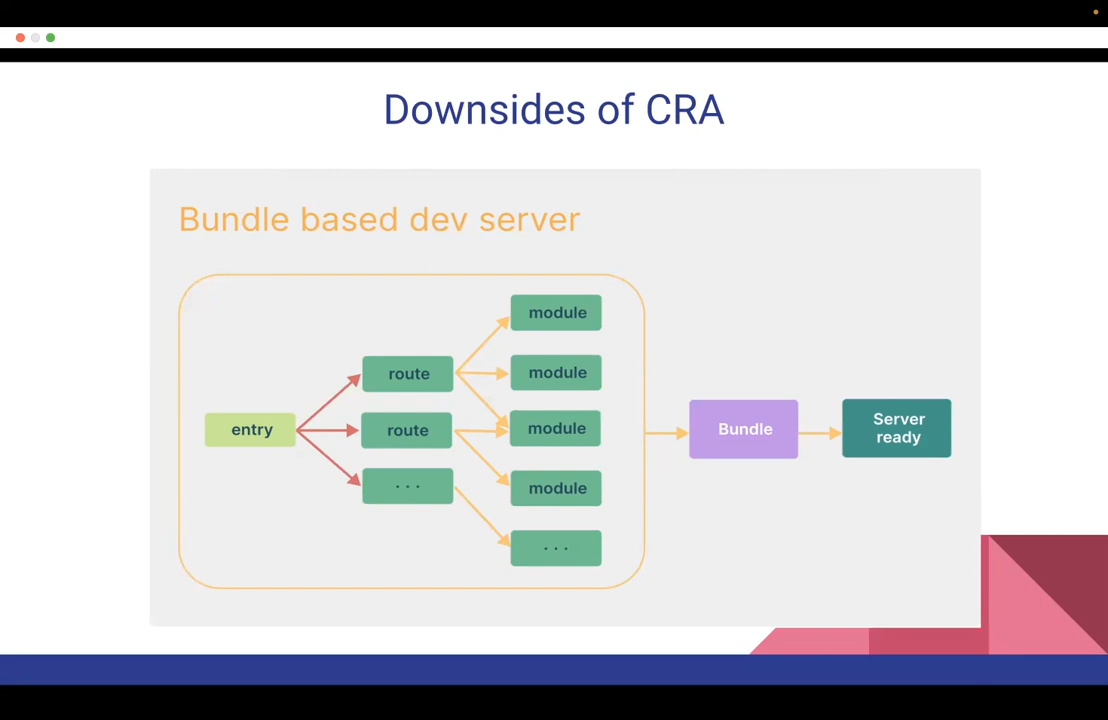 Downsides of CRA
Bundle based dev server
entry
route
route
. . .
module
module
module
module
. . .
Bundle
Server
ready